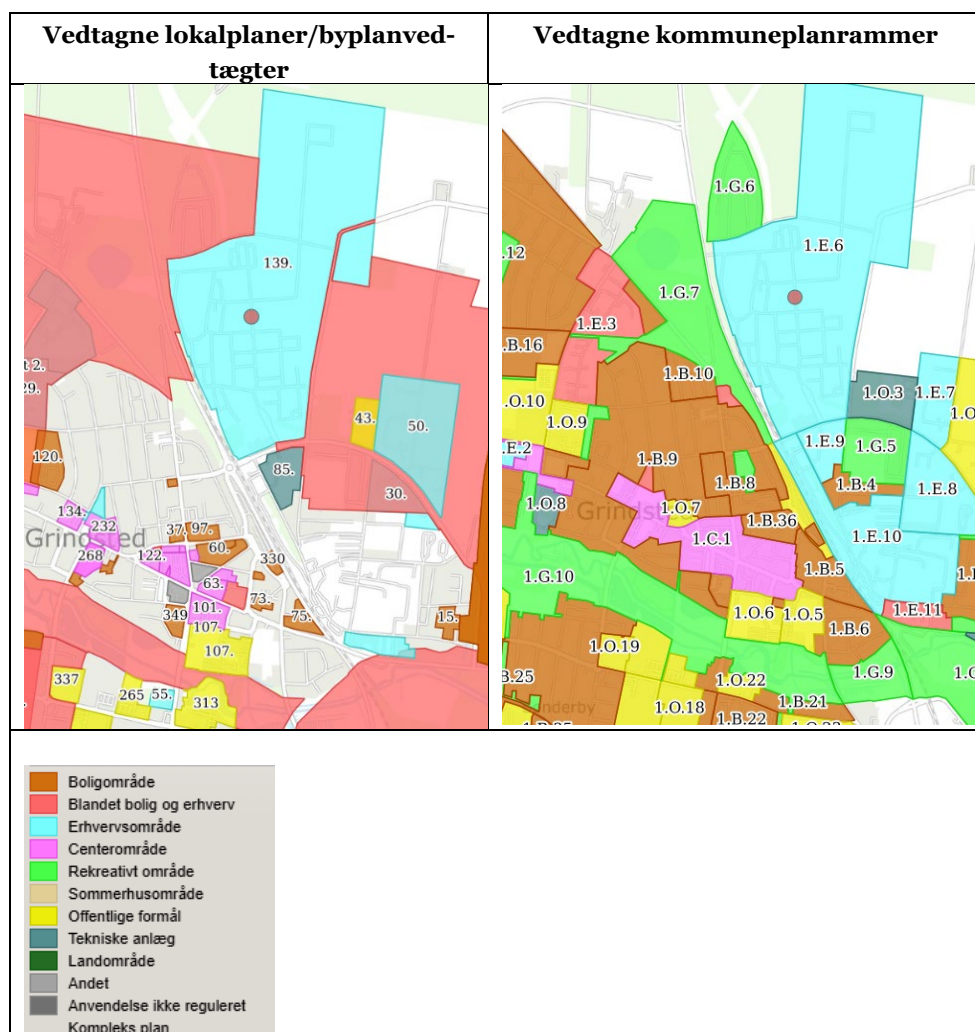 Vedtagne lokalplaner/byplanved-
tægter
Vedtagne kommuneplanrammer
139.
t 2.
29.
43.
50.
120.
85.
30.
134.
232
37.
97.
Grindsted
60.
268
122.
330
63.
73.
101.
349
75.
15.
107.
107.
337
265
55.
313
1.G.6
1.E.6
.12
1.G.7
1.E.3
.B.16
1.B.10
1.O.3
1.E.7
.O.10
1.O.9
1.O
.E.2
1.E.9
1.G.5
1.B.9
1.B.8
1.B.4
1.E.8
1.O.8
Grindsted
1.O.7
1.B.36
1.C.1
1.E.10
1.G.10
1.B.5
1.E.11
1.O.6
1.O.5
1.B.6
1.O.19
1.G.9
B.25
1.O.22
1.B.21
1.O.18
1.B.22
Boligområde
Blandet bolig og erhverv
Erhvervsområde
Centerområde
Rekreativt område
Sommerhusområde
Offentlige formål
Tekniske anlæg
Landområde
Andet
Anvendelse ikke reguleret
Kompleks plan